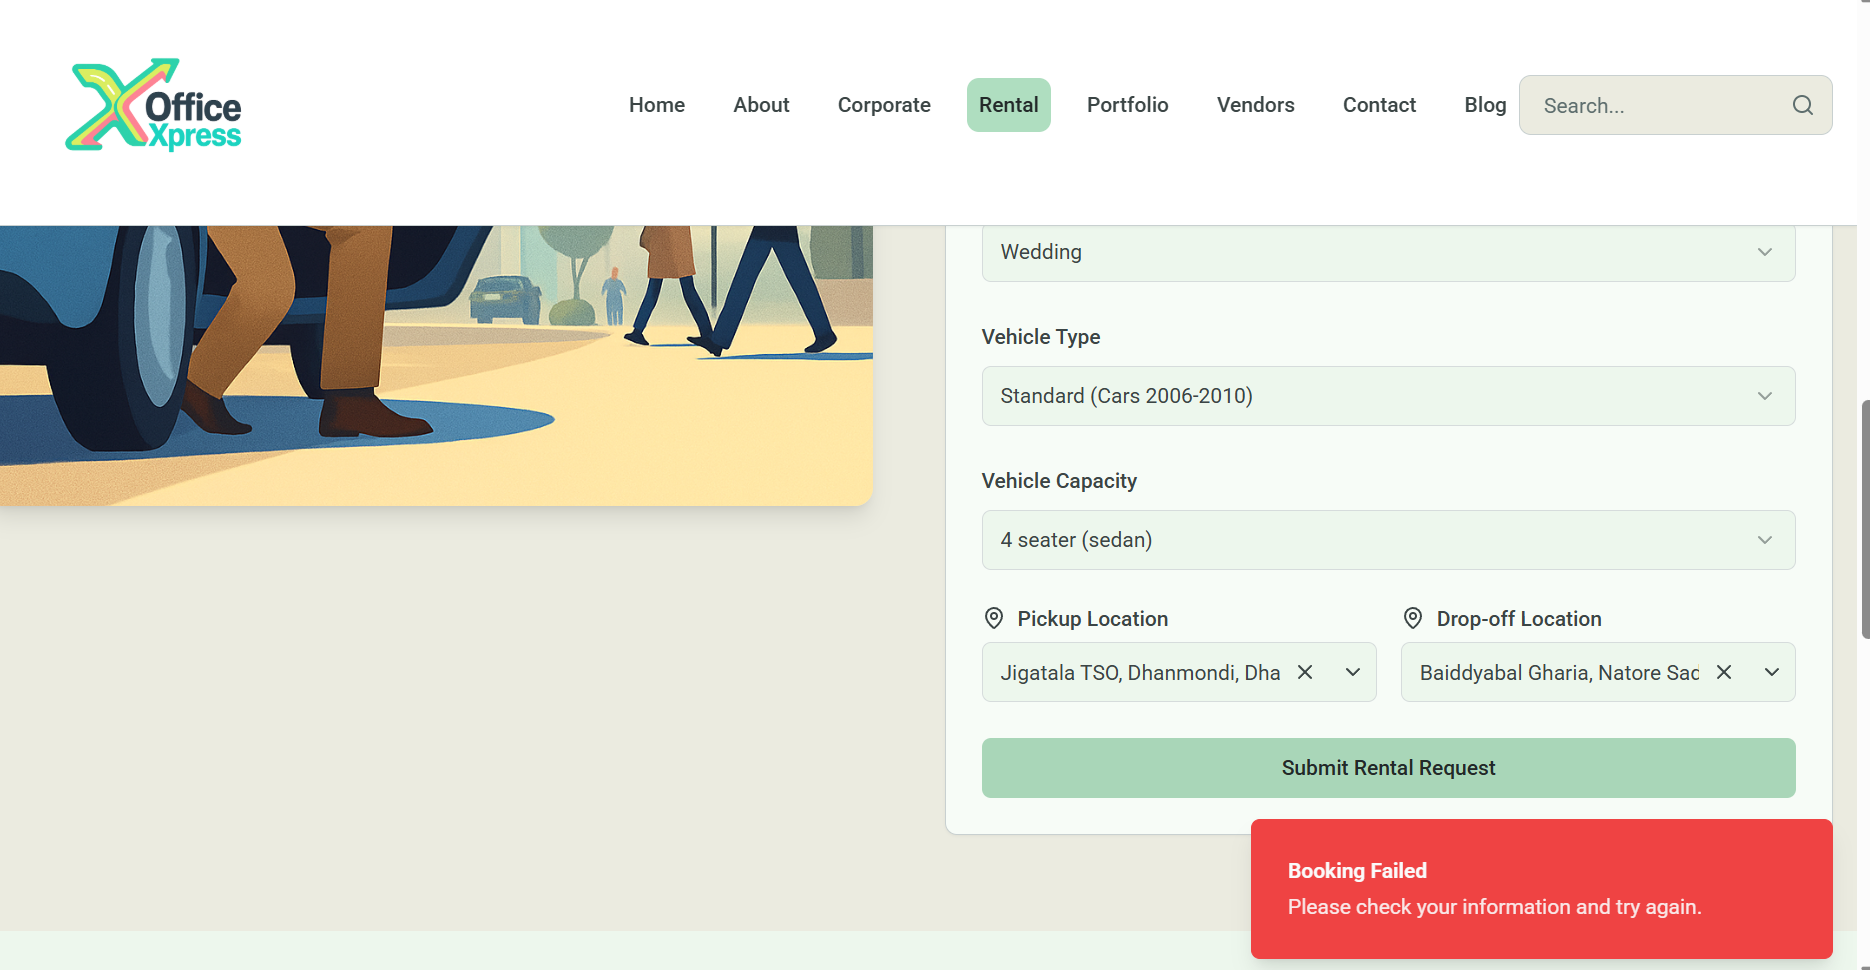 Office
Xpress
Home
About
Corporate
Rental
Portfolio
Vendors
Contact
Blog
Search...
Wedding
Vehicle Type
Standard (Cars 2006-2010)
Vehicle Capacity
4 seater (sedan)
Pickup Location
Drop-off Location
Jigatala TSO, Dhanmondi, Dha
Baiddyabal Gharia, Natore Sad
Submit Rental Request
Booking Failed
Please check your information and try again.